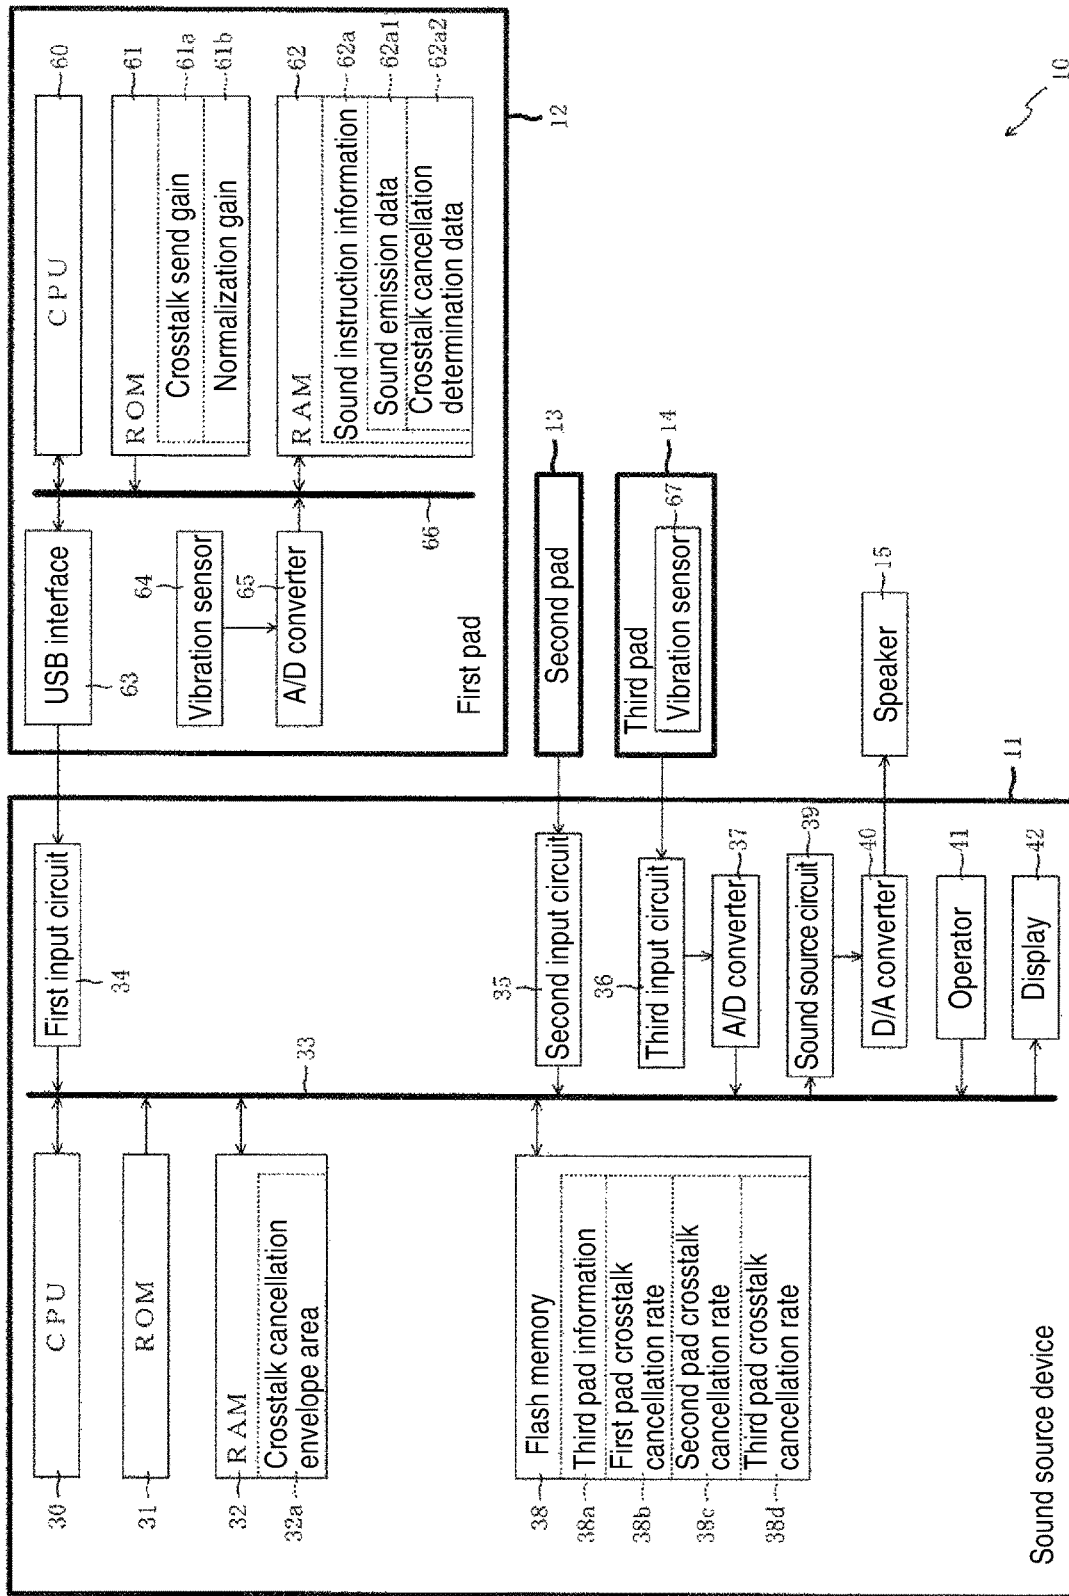 10
Sound source device
11
30
CPU
31
ROM
32
RAM
32a
Crosstalk cancellation
envelope area
38
Flash memory
38a
Third pad information
38b
First pad crosstalk
cancellation rate
38c
Second pad crosstalk
cancellation rate
38d
Third pad crosstalk
cancellation rate
33
First input circuit
34
Second input circuit
35
Third input circuit
36
A/D converter
37
Sound source circuit
39
D/A converter
40
Operator
41
Display
42
First pad
12
USB interface
63
Vibration sensor
64
A/D converter
65
66
CPU
60
ROM
61
Crosstalk send gain
61a
Normalization gain
61b
RAM
62
Sound instruction information
62a
Sound emission data
62a1
Crosstalk cancellation
determination data
62a2
Second pad
13
Third pad
14
Vibration sensor
67
Speaker
15